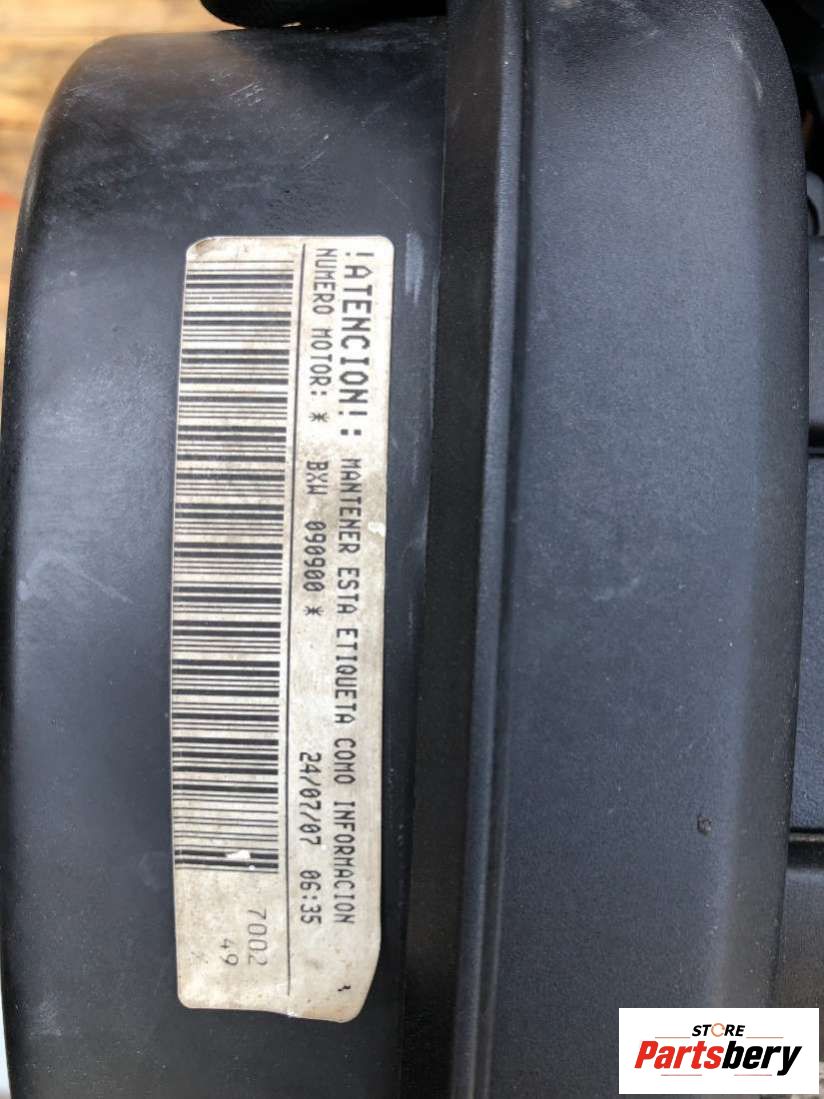 !ATENCION!: MANTENER ESTA ETIQUETA COMO INFORMACION
NUMERO MOTOR: * BXW 090900 * 24/07/07 06:35
7002
49
STORE
Partsbery